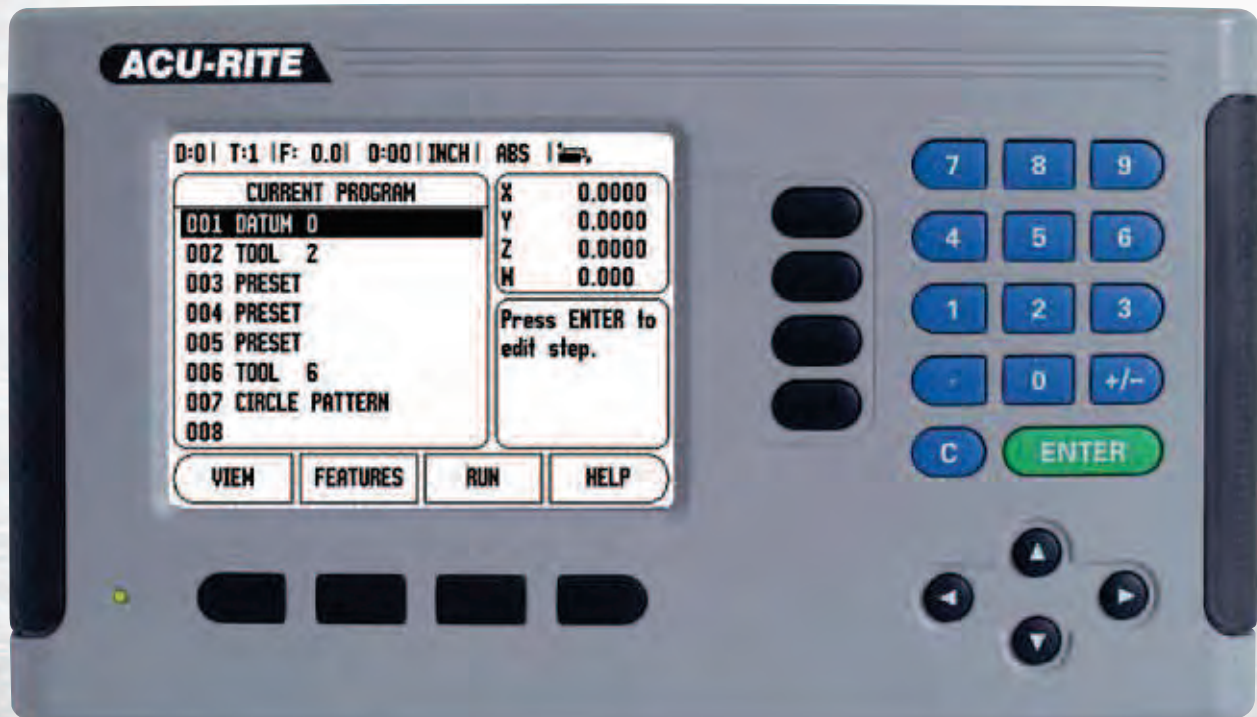 ACU-RITE
D:0| T:1 |F: 0.0| 0:00| INCH| ABS |
CURRENT PROGRAM
001 DATUM 0
002 TOOL 2
003 PRESET
004 PRESET
005 PRESET
006 TOOL 6
007 CIRCLE PATTERN
008
X 0.0000
Y 0.0000
Z 0.0000
W 0.000
Press ENTER to
edit step.
VIEW FEATURES RUN HELP
7 8 9
4 5 6
1 2 3
. 0 +/-
C ENTER